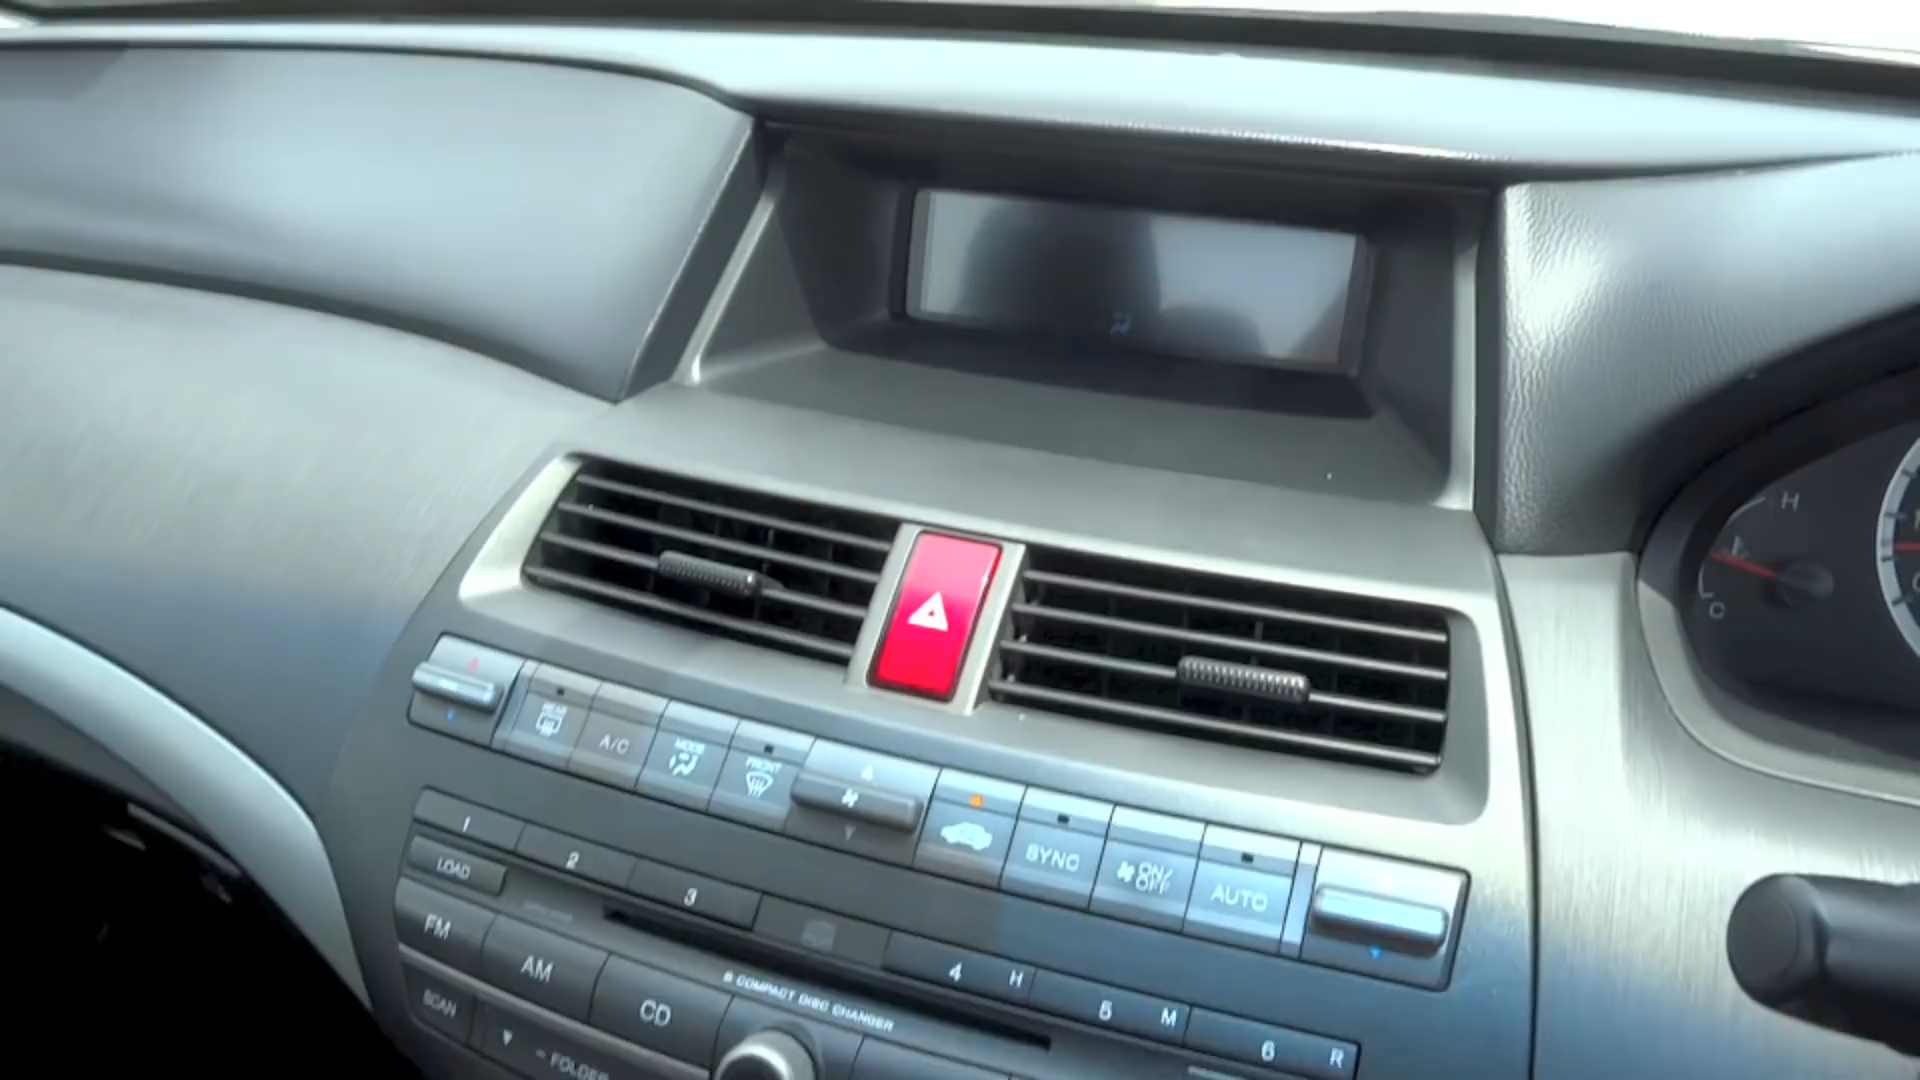 H
C
REAR
A/C
MODE
FRONT
SYNC
ON/
OFF
AUTO
1
2
3
LOAD
FM
AM
CD
4 H
5 M
6 R
6 COMPACT DISC CHANGER
SCAN
- FOLDER